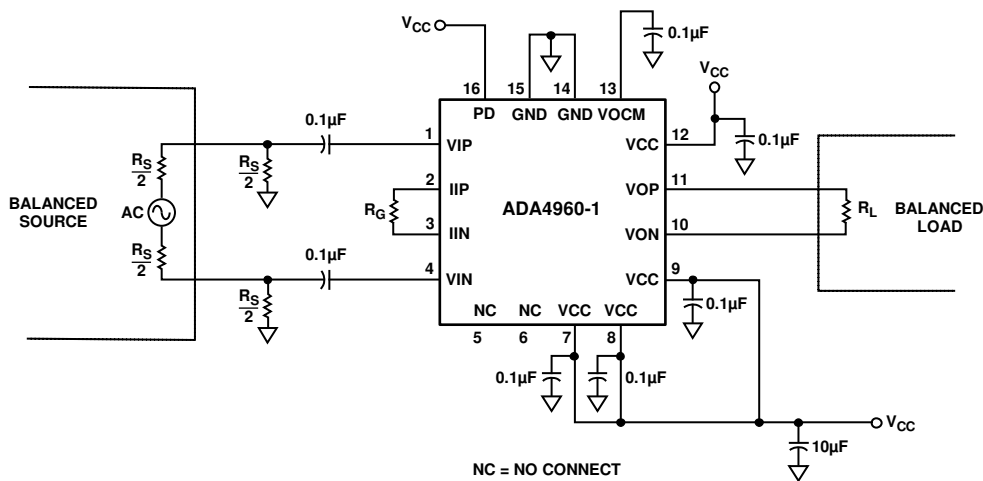 VCC
0.1µF
16
15
14
13
PD
GND
GND
VOCM
VCC
0.1µF
BALANCED
SOURCE
AC
RS
2
RS
2
RS
2
RS
2
0.1µF
0.1µF
RG
1
VIP
2
IIP
3
IIN
4
VIN
ADA4960-1
12
VCC
11
VOP
10
VON
9
VCC
RL
BALANCED
LOAD
0.1µF
NC
NC
VCC
VCC
5
6
7
8
0.1µF
0.1µF
VCC
10µF
NC = NO CONNECT